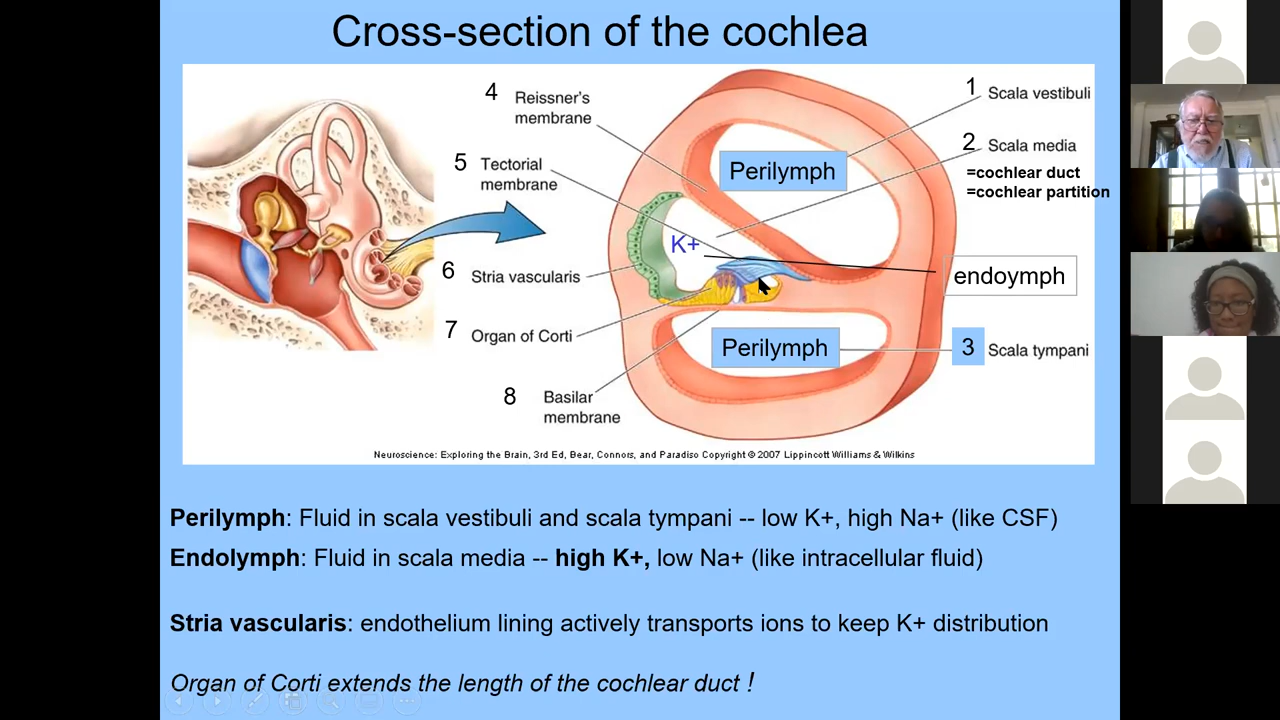 Cross-section of the cochlea
4
Reissner's
membrane
5
Tectorial
membrane
6
Stria vascularis
7
Organ of Corti
8
Basilar
membrane
Perilymph
K+
Perilymph
1
Scala vestibuli
2
Scala media
=cochlear duct
=cochlear partition
endoymph
3
Scala tympani
Neuroscience: Exploring the Brain, 3rd Ed, Bear, Connors, and Paradiso Copyright © 2007 Lippincott Williams & Wilkins
Perilymph: Fluid in scala vestibuli and scala tympani -- low K+, high Na+ (like CSF)
Endolymph: Fluid in scala media -- high K+, low Na+ (like intracellular fluid)
Stria vascularis: endothelium lining actively transports ions to keep K+ distribution
Organ of Corti extends the length of the cochlear duct !